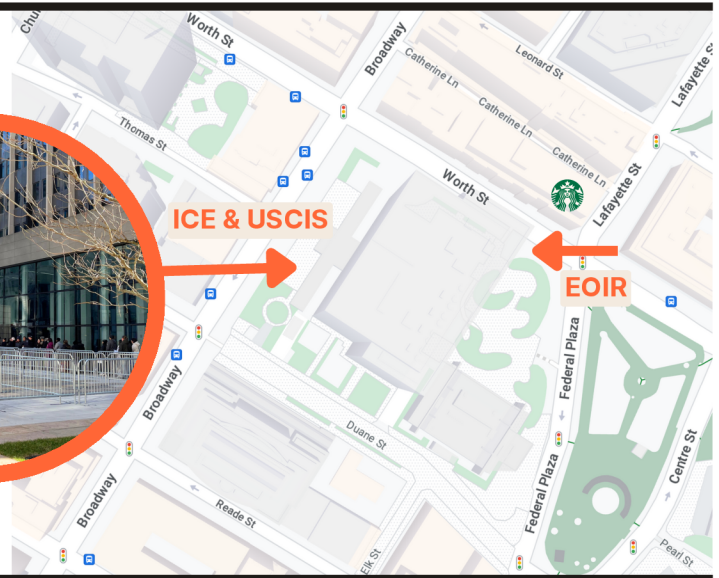 Worth St
Broadway
Leonard St
Lafayette S
Catherine Ln
Catherine Ln
Catherine Ln
Thomas St
Worth St
Lafayette St
ICE & USCIS
EOIR
Federal Plaza
Broadway
Duane St
Centre St
Federal Plaza
Broadway
Reade St
Elk St
Pearl St